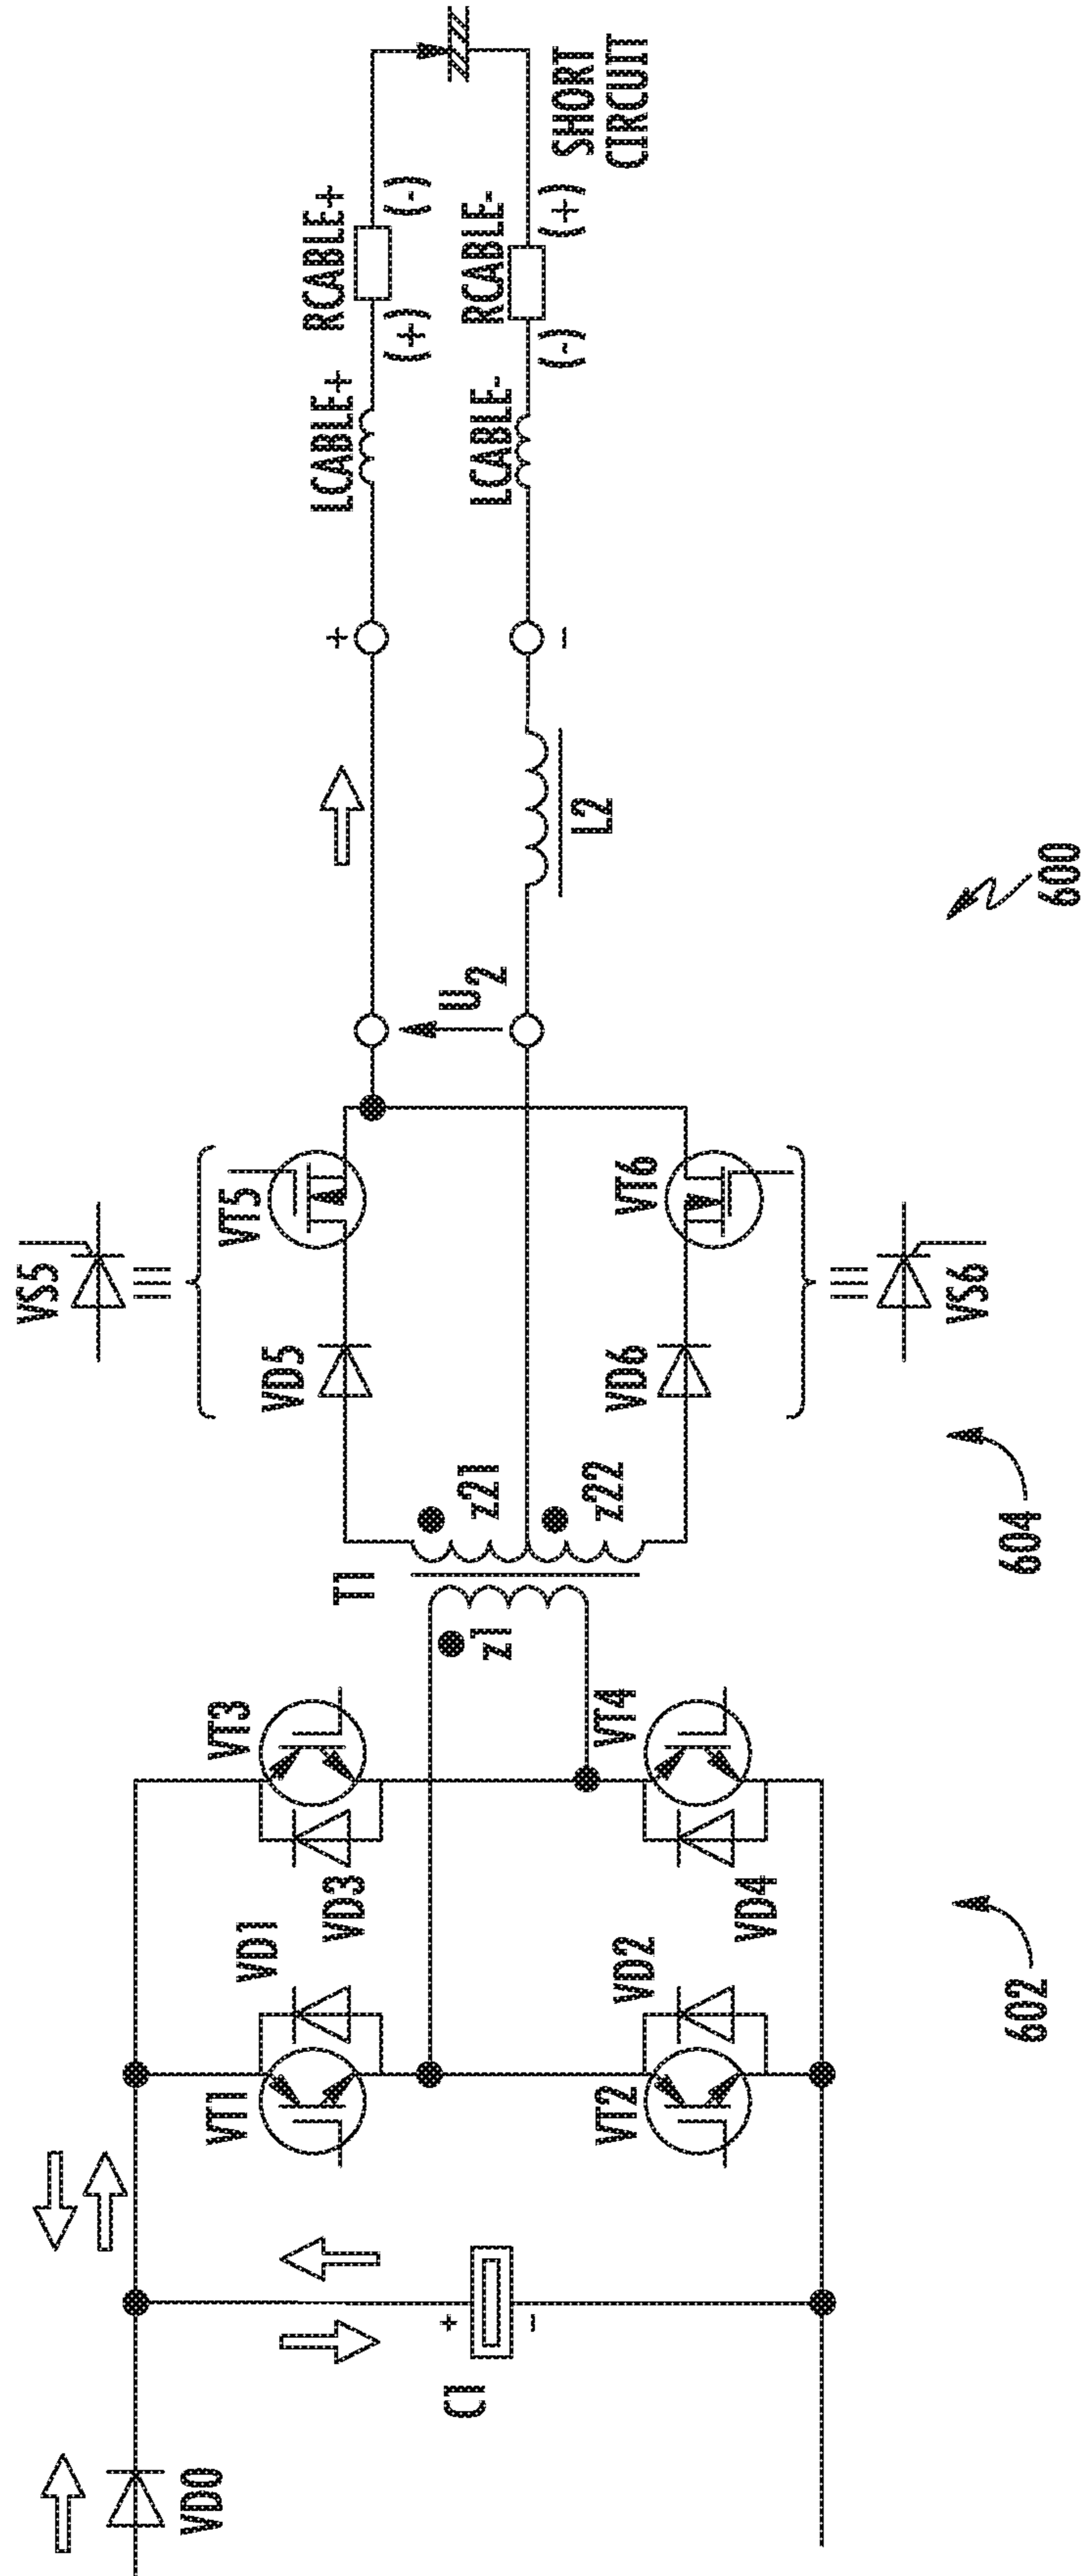 VD0
C1
+
-
VT1
VD1
VT2
VD2
VT3
VD3
VT4
VD4
602
T1
z1
z21
z22
604
VD5
VT5
VS5
VD6
VT6
VS6
U2
L2
600
+
-
LCABLE+
RCABLE+
(+)
(-)
LCABLE-
RCABLE-
(-)
(+)
SHORT
CIRCUIT